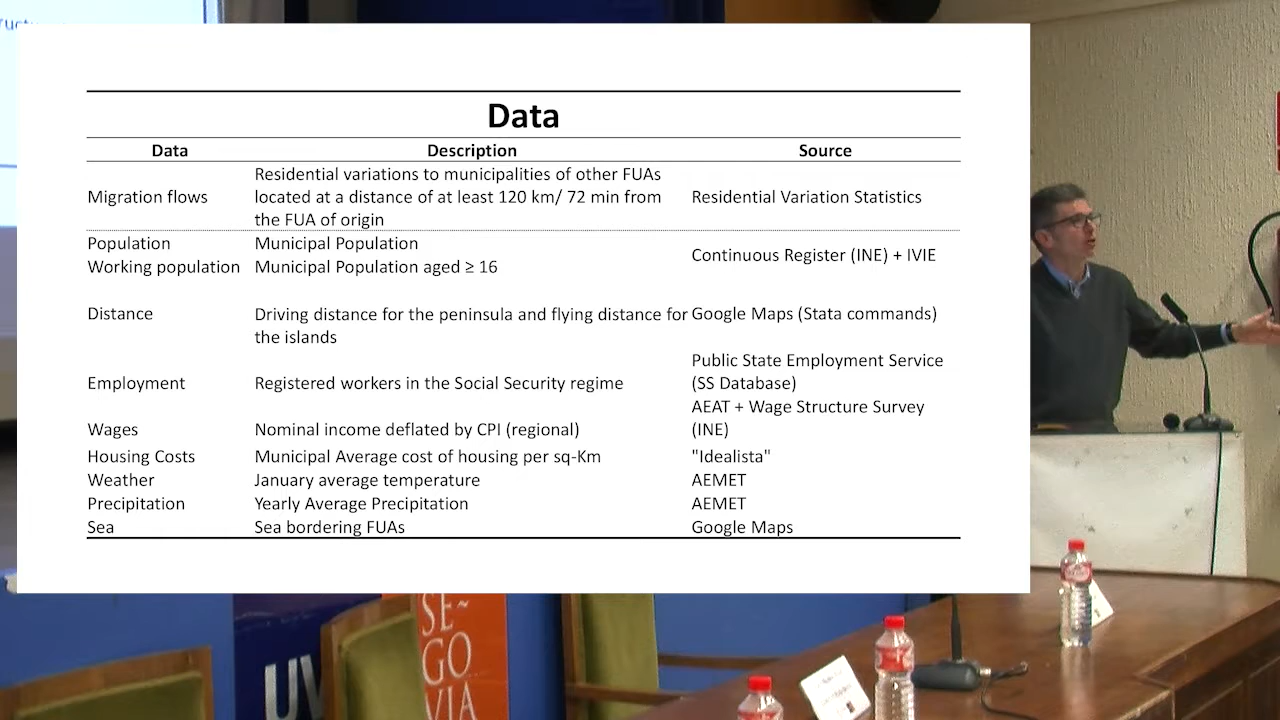 Data
Data Description Source
Migration flows
Residential variations to municipalities of other FUAs
located at a distance of at least 120 km/ 72 min from
the FUA of origin
Residential Variation Statistics
Population
Municipal Population
Working population
Municipal Population aged ≥ 16
Continuous Register (INE) + IVIE
Distance
Driving distance for the peninsula and flying distance for
the islands
Google Maps (Stata commands)
Employment
Registered workers in the Social Security regime
Public State Employment Service
(SS Database)
Wages
Nominal income deflated by CPI (regional)
AEAT + Wage Structure Survey
(INE)
Housing Costs Municipal Average cost of housing per sq-Km "Idealista"
Weather January average temperature AEMET
Precipitation Yearly Average Precipitation AEMET
Sea Sea bordering FUAs Google Maps
SE~
GO
VIA